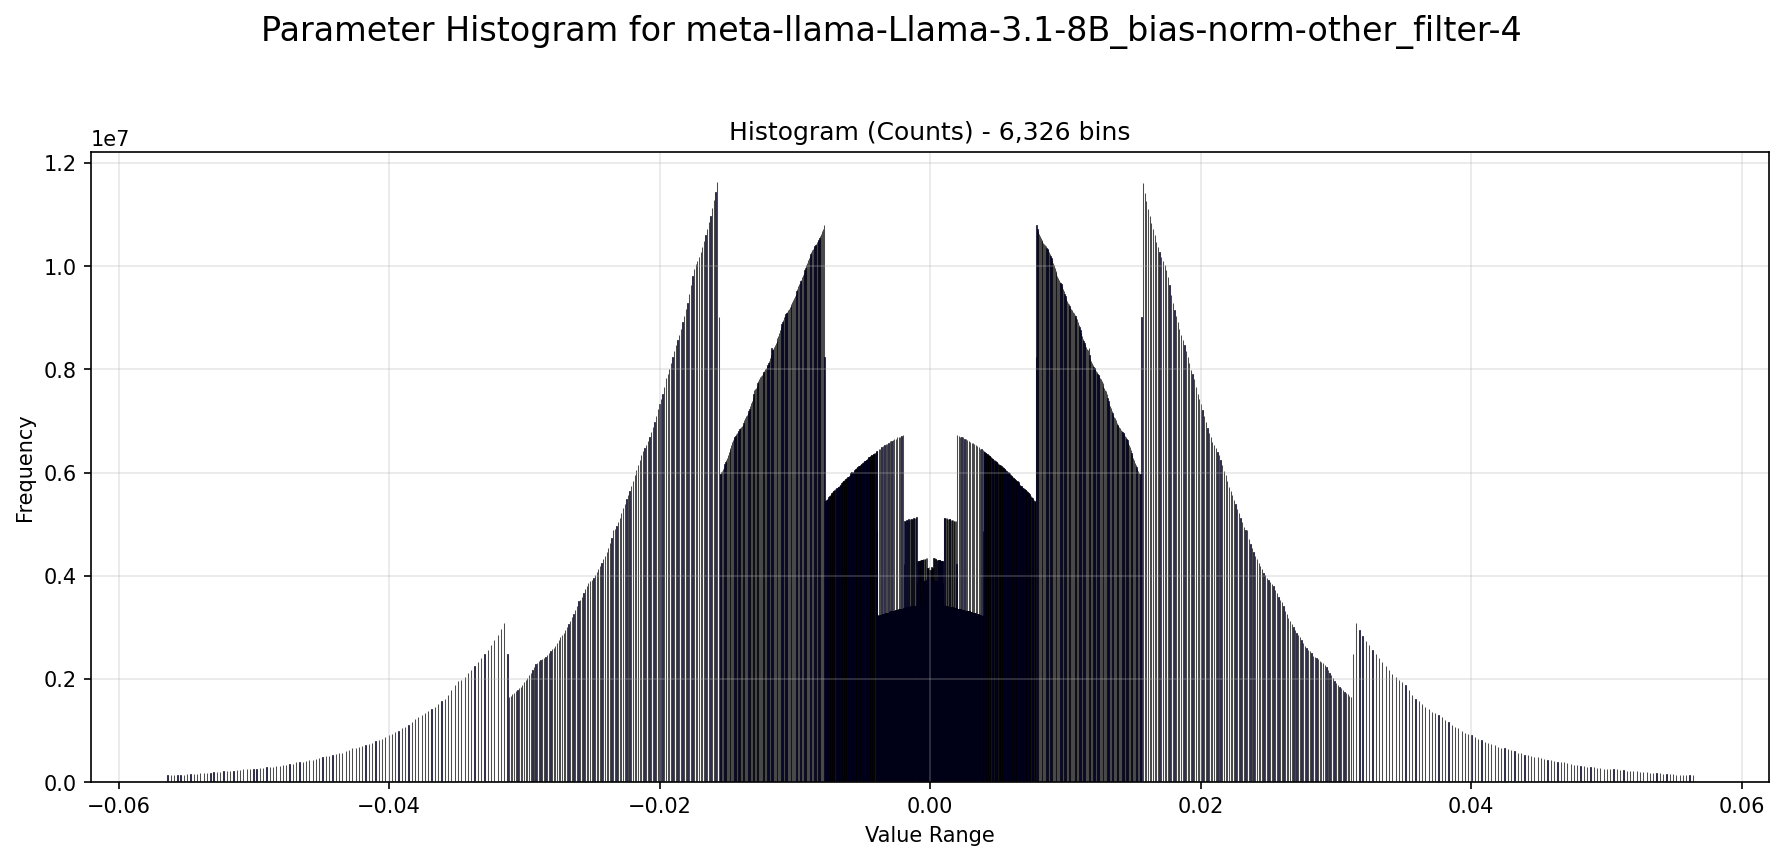 Parameter Histogram for meta-llama-Llama-3.1-8B_bias-norm-other_filter-4
Histogram (Counts) - 6,326 bins
1e7
1.2
1.0
0.8
0.6
0.4
0.2
0.0
Frequency
−0.06 −0.04 −0.02 0.00 0.02 0.04 0.06
Value Range